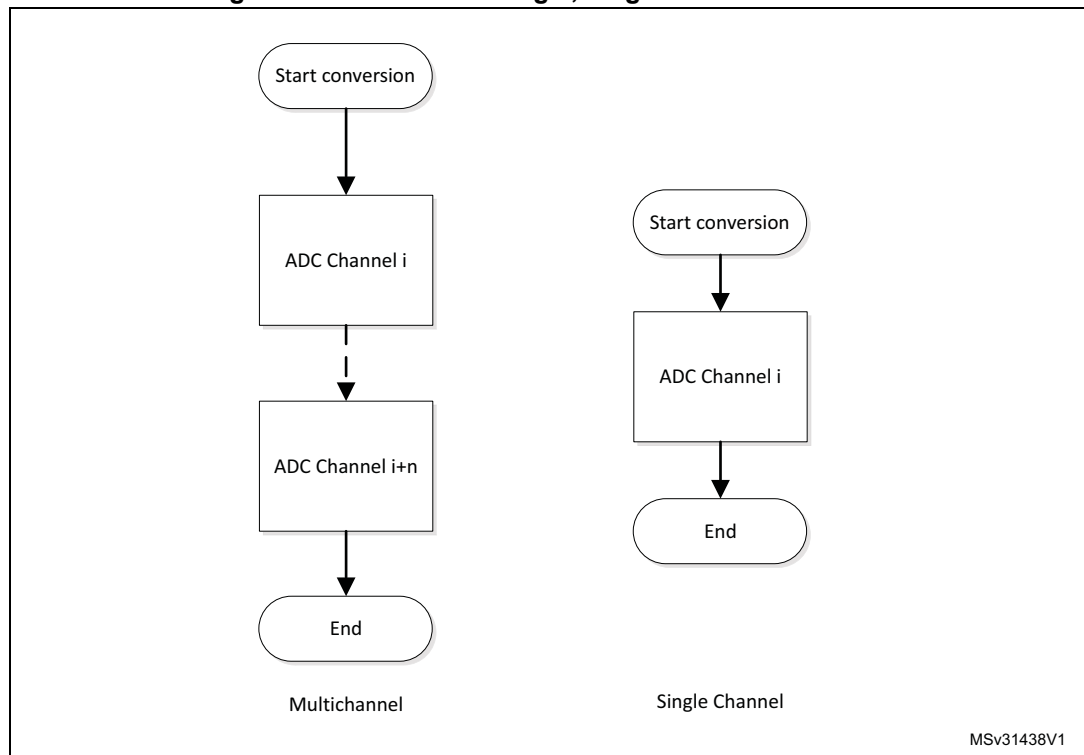 Start conversion
ADC Channel i
ADC Channel i+n
End
Multichannel
Start conversion
ADC Channel i
End
Single Channel
MSv31438V1